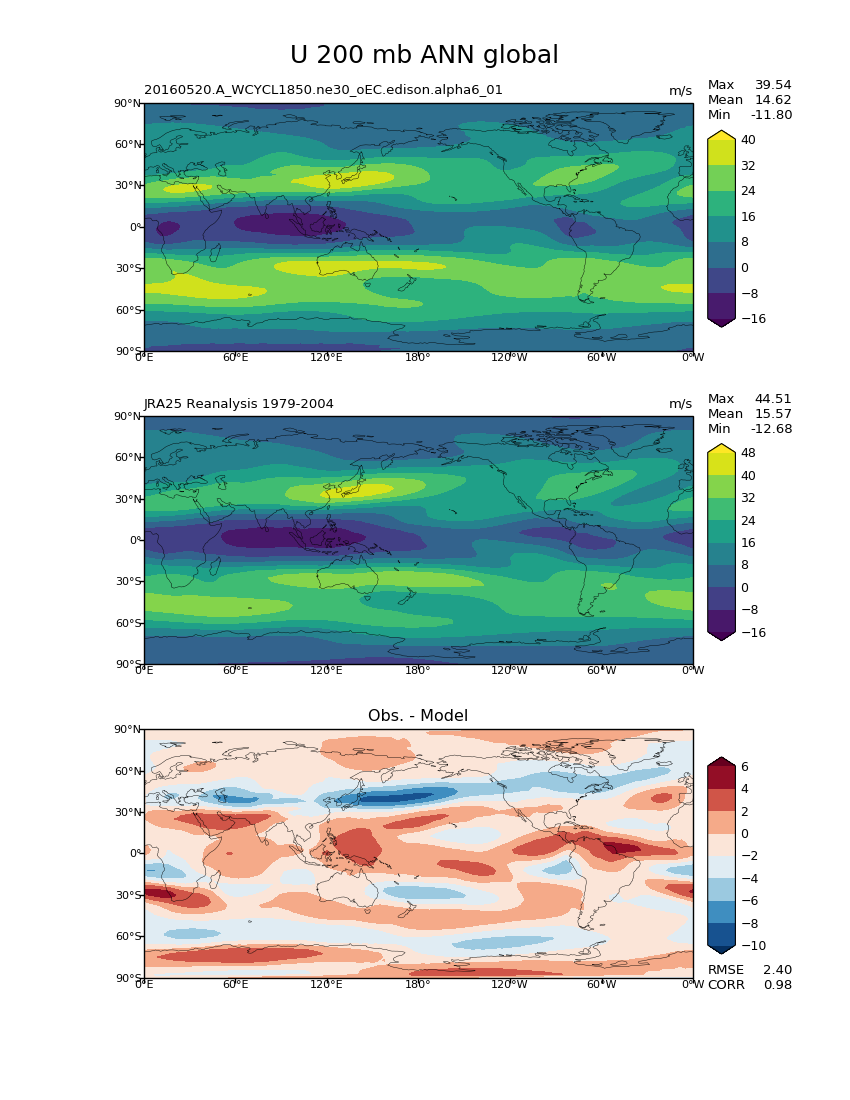 U 200 mb ANN global
20160520.A_WCYCL1850.ne30_oEC.edison.alpha6_01 m/s
Max 39.54
Mean 14.62
Min -11.80
90°N
60°N
30°N
0°
30°S
60°S
90°S
0°E 60°E 120°E 180° 120°W 60°W 0°W
40
32
24
16
8
0
−8
−16
JRA25 Reanalysis 1979-2004 m/s
Max 44.51
Mean 15.57
Min -12.68
90°N
60°N
30°N
0°
30°S
60°S
90°S
0°E 60°E 120°E 180° 120°W 60°W 0°W
48
40
32
24
16
8
0
−8
−16
Obs. - Model
90°N
60°N
30°N
0°
30°S
60°S
90°S
0°E 60°E 120°E 180° 120°W 60°W 0°W
6
4
2
0
−2
−4
−6
−8
−10
RMSE 2.40
CORR 0.98